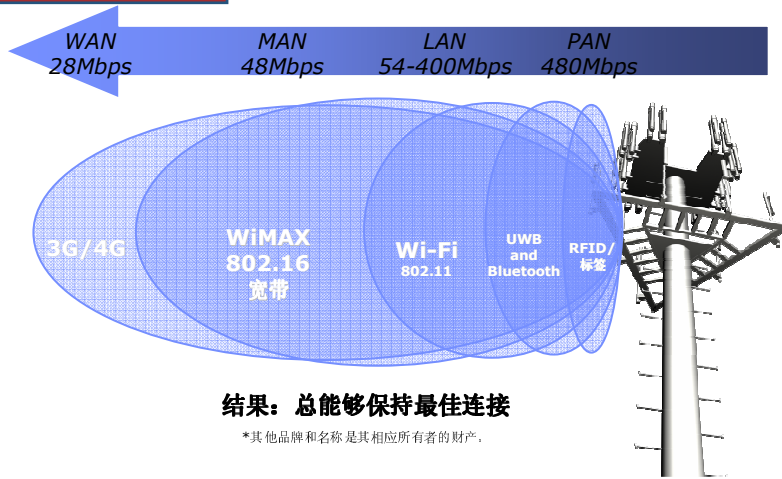 WAN
28Mbps
MAN
48Mbps
LAN
54-400Mbps
PAN
480Mbps
3G/4G
WiMAX
802.16
宽带
Wi-Fi
802.11
UWB
and
Bluetooth
RFID/
标签
结果：总能够保持最佳连接
*其他品牌和名称是其相应所有者的财产。